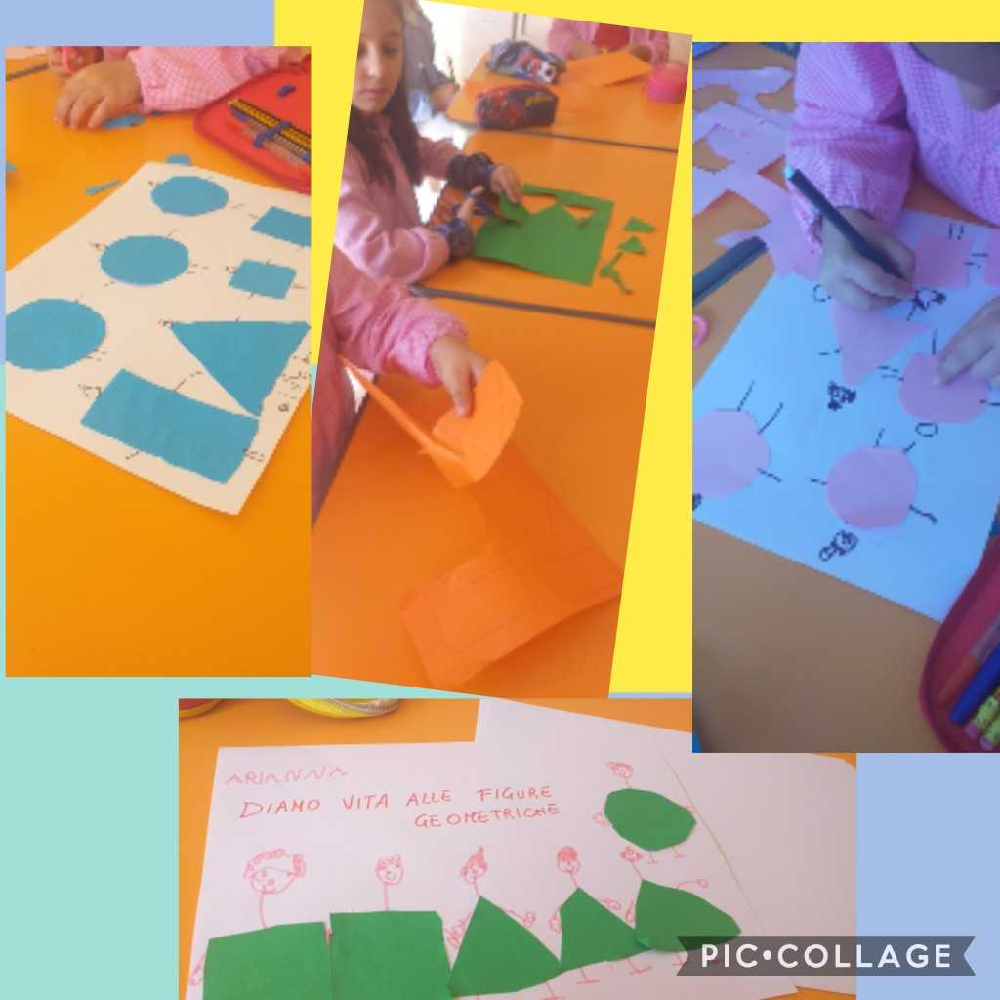 ARIANNA
DIAMO VITA ALLE FIGURE
GEOMETRICHE
PIC•COLLAGE